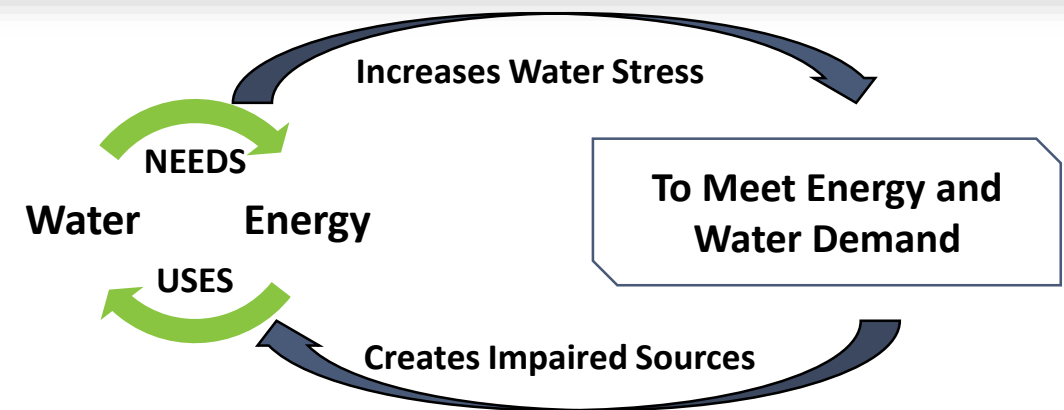 Increases Water Stress
NEEDS
To Meet Energy and
Water Demand
Water Energy
USES
Creates Impaired Sources